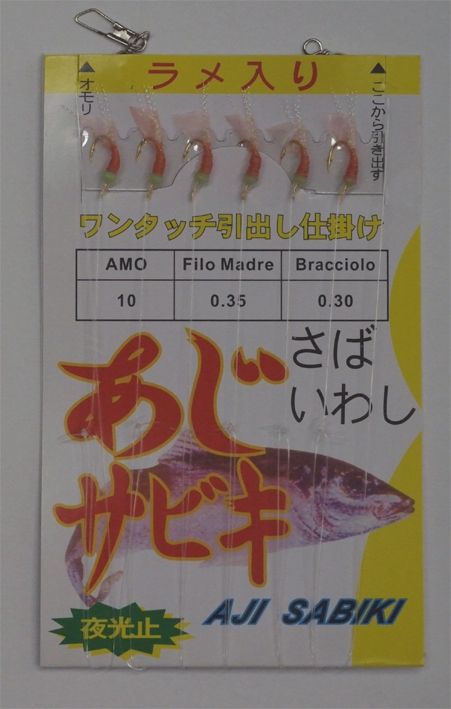 ラメ入り
オモリ
ここから引き出す
ワンタッチ引出し仕掛け
AMO Filo Madre Bracciolo
10 0.35 0.30
さば
いわし
あじ
サビキ
夜光止
AJI SABIKI